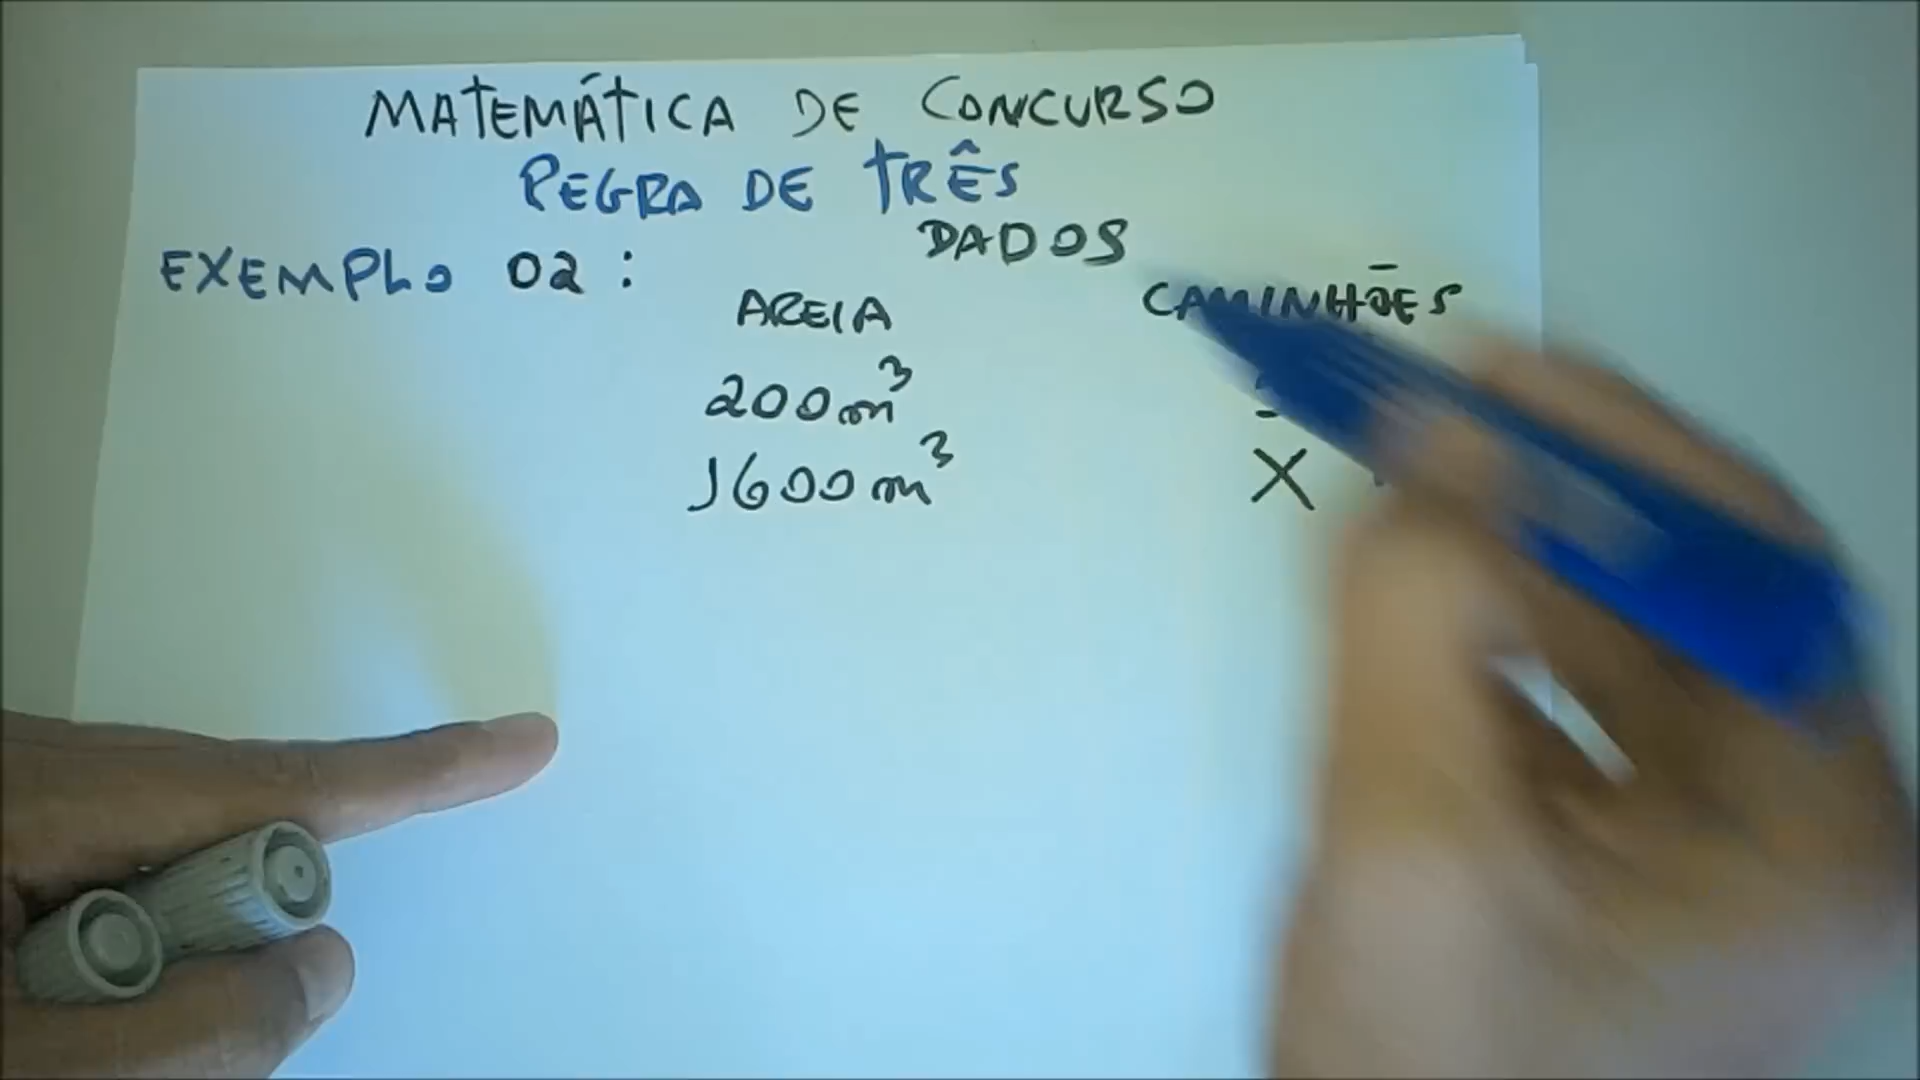 MATEMÁTICA DE CONCURSO
REGRA DE TRÊS
DADOS
EXEMPLO 02:
AREIA CAMINHÕES
200m³
1600m³ X